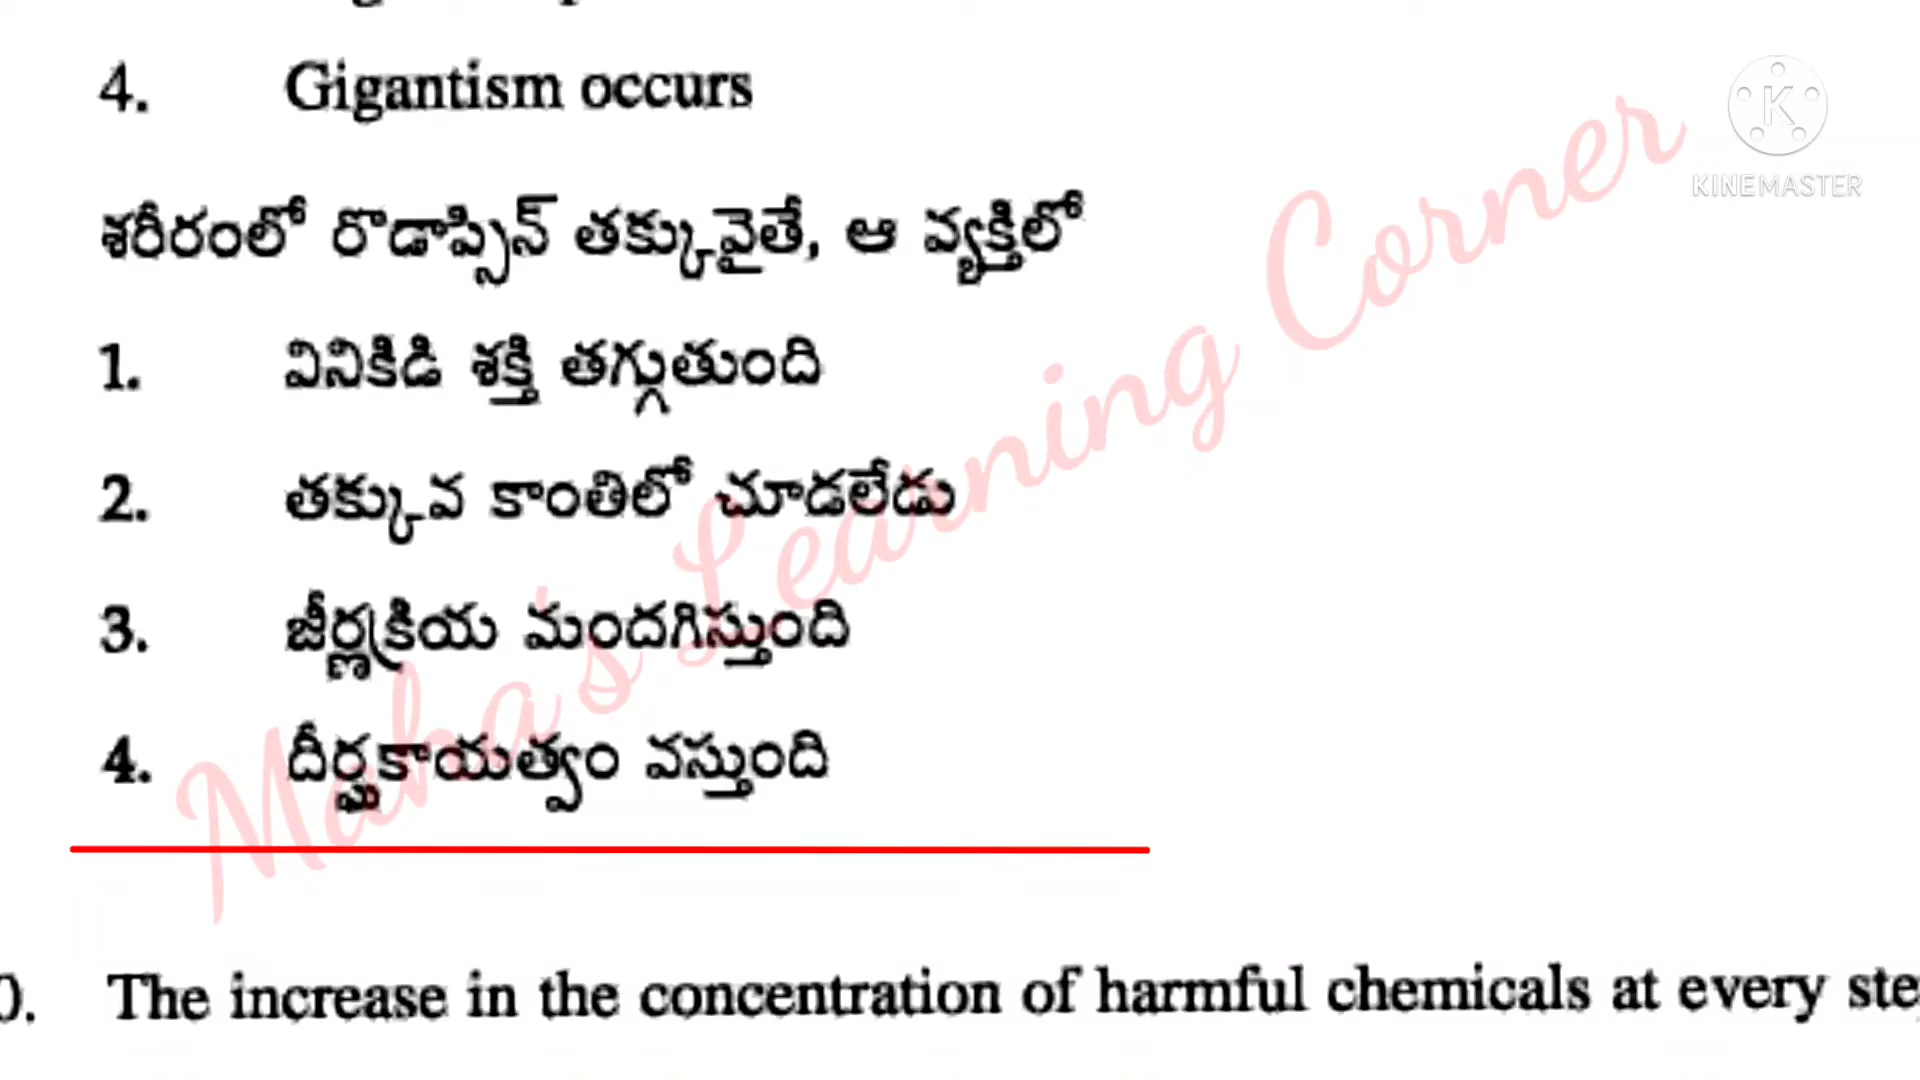 4. Gigantism occurs
శరీరంలో రొడాప్సిన్ తక్కువైతే, ఆ వ్యక్తిలో
1. వినికిడి శక్తి తగ్గుతుంది
2. తక్కువ కాంతిలో చూడలేడు
3. జీర్ణక్రియ మందగిస్తుంది
4. దీర్ఘకాయత్వం వస్తుంది
The increase in the concentration of harmful chemicals at every
Maha's Learning Corner
K
KINEMASTER